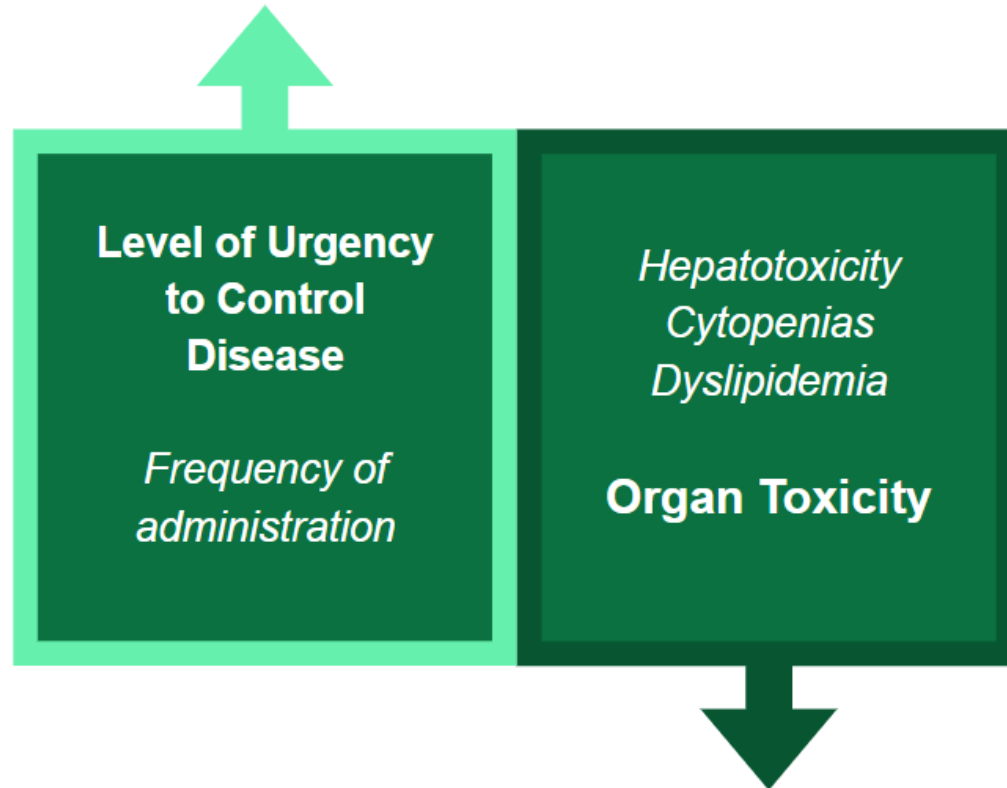 Level of Urgency
to Control
Disease
Frequency of
administration
Hepatotoxicity
Cytopenias
Dyslipidemia
Organ Toxicity